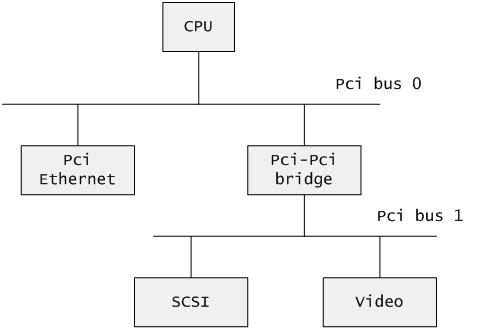 CPU
Pci bus 0
Pci
Ethernet
Pci-Pci
bridge
Pci bus 1
SCSI
Video